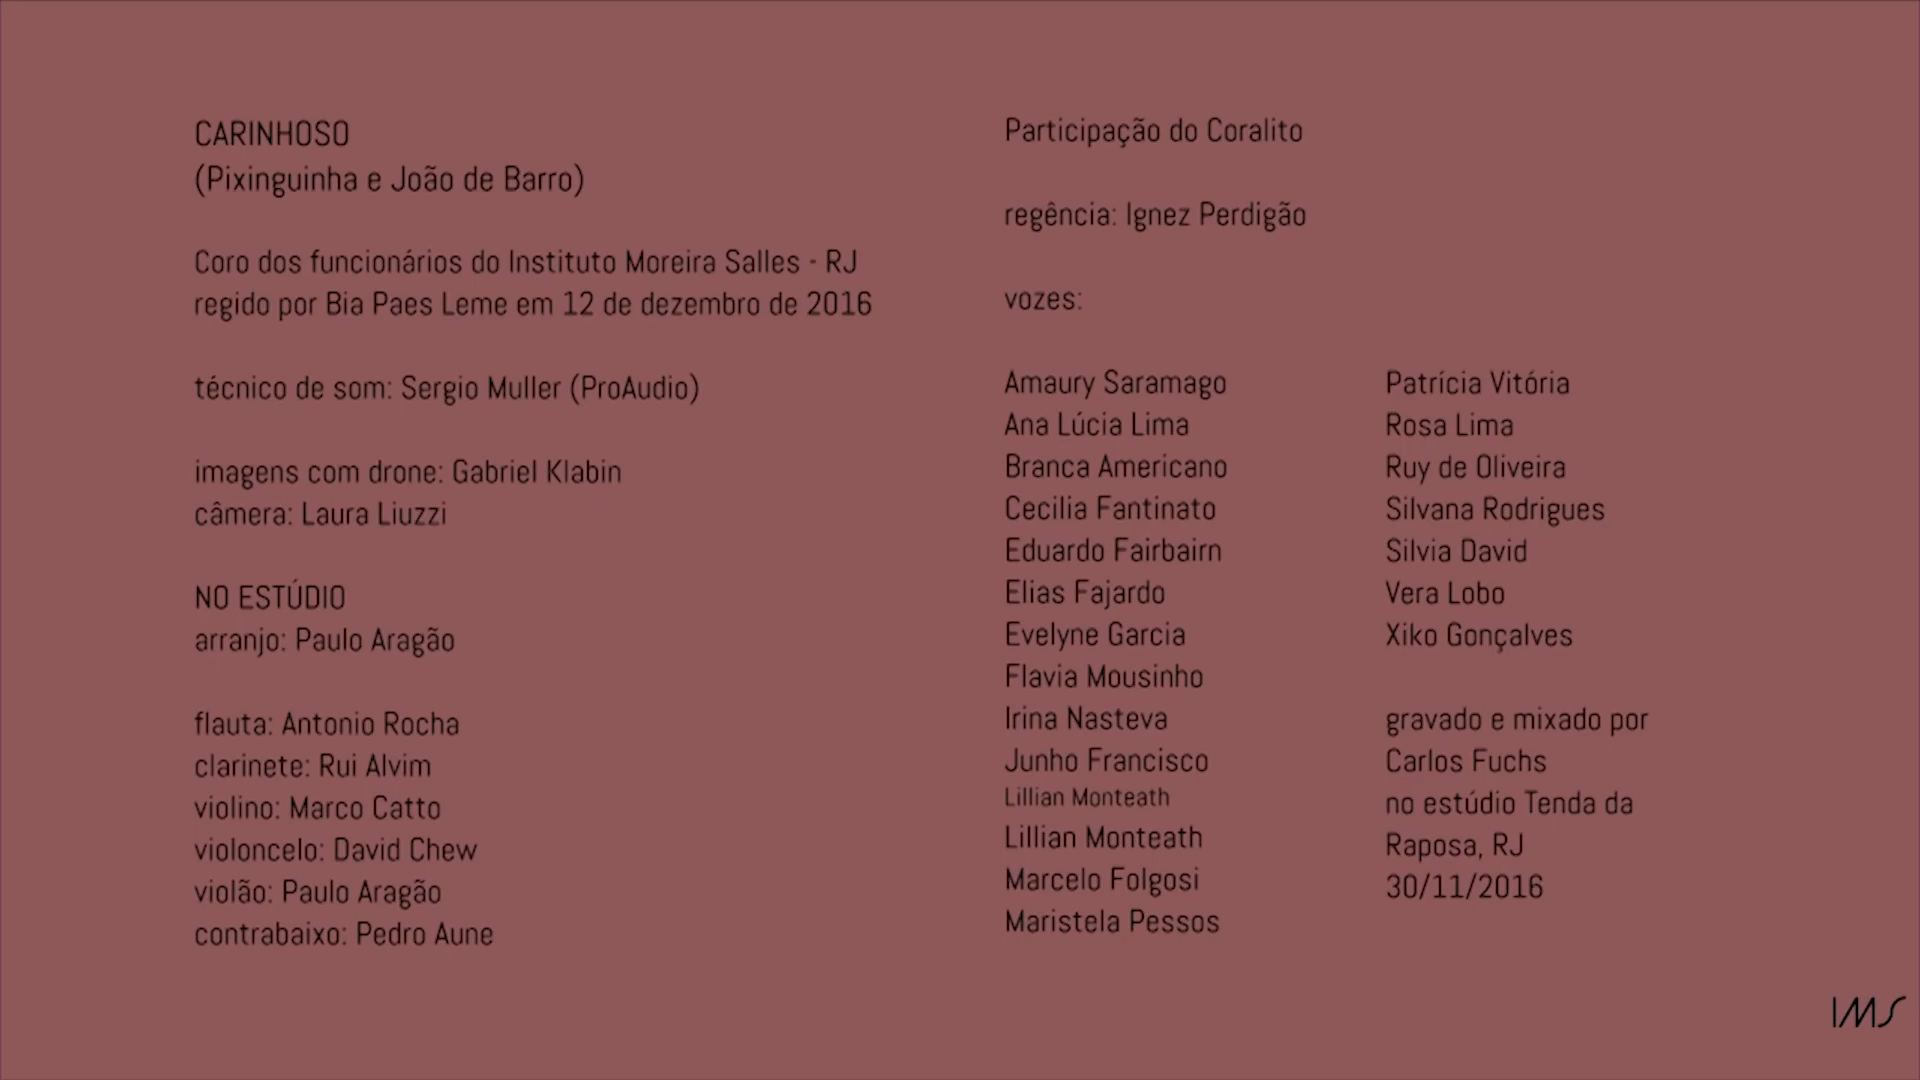 CARINHOSO
(Pixinguinha e João de Barro)
Coro dos funcionários do Instituto Moreira Salles - RJ
regido por Bia Paes Leme em 12 de dezembro de 2016
técnico de som: Sergio Muller (ProAudio)
imagens com drone: Gabriel Klabin
câmera: Laura Liuzzi
NO ESTÚDIO
arranjo: Paulo Aragão
flauta: Antonio Rocha
clarinete: Rui Alvim
violino: Marco Catto
violoncelo: David Chew
violão: Paulo Aragão
contrabaixo: Pedro Aune
Participação do Coralito
regência: Ignez Perdigão
vozes:
Amaury Saramago
Ana Lúcia Lima
Branca Americano
Cecilia Fantinato
Eduardo Fairbairn
Elias Fajardo
Evelyne Garcia
Flavia Mousinho
Irina Nasteva
Junho Francisco
Lillian Monteath
Lillian Monteath
Marcelo Folgosi
Maristela Pessos
Patrícia Vitória
Rosa Lima
Ruy de Oliveira
Silvana Rodrigues
Silvia David
Vera Lobo
Xiko Gonçalves
gravado e mixado por
Carlos Fuchs
no estúdio Tenda da
Raposa, RJ
30/11/2016
IMS